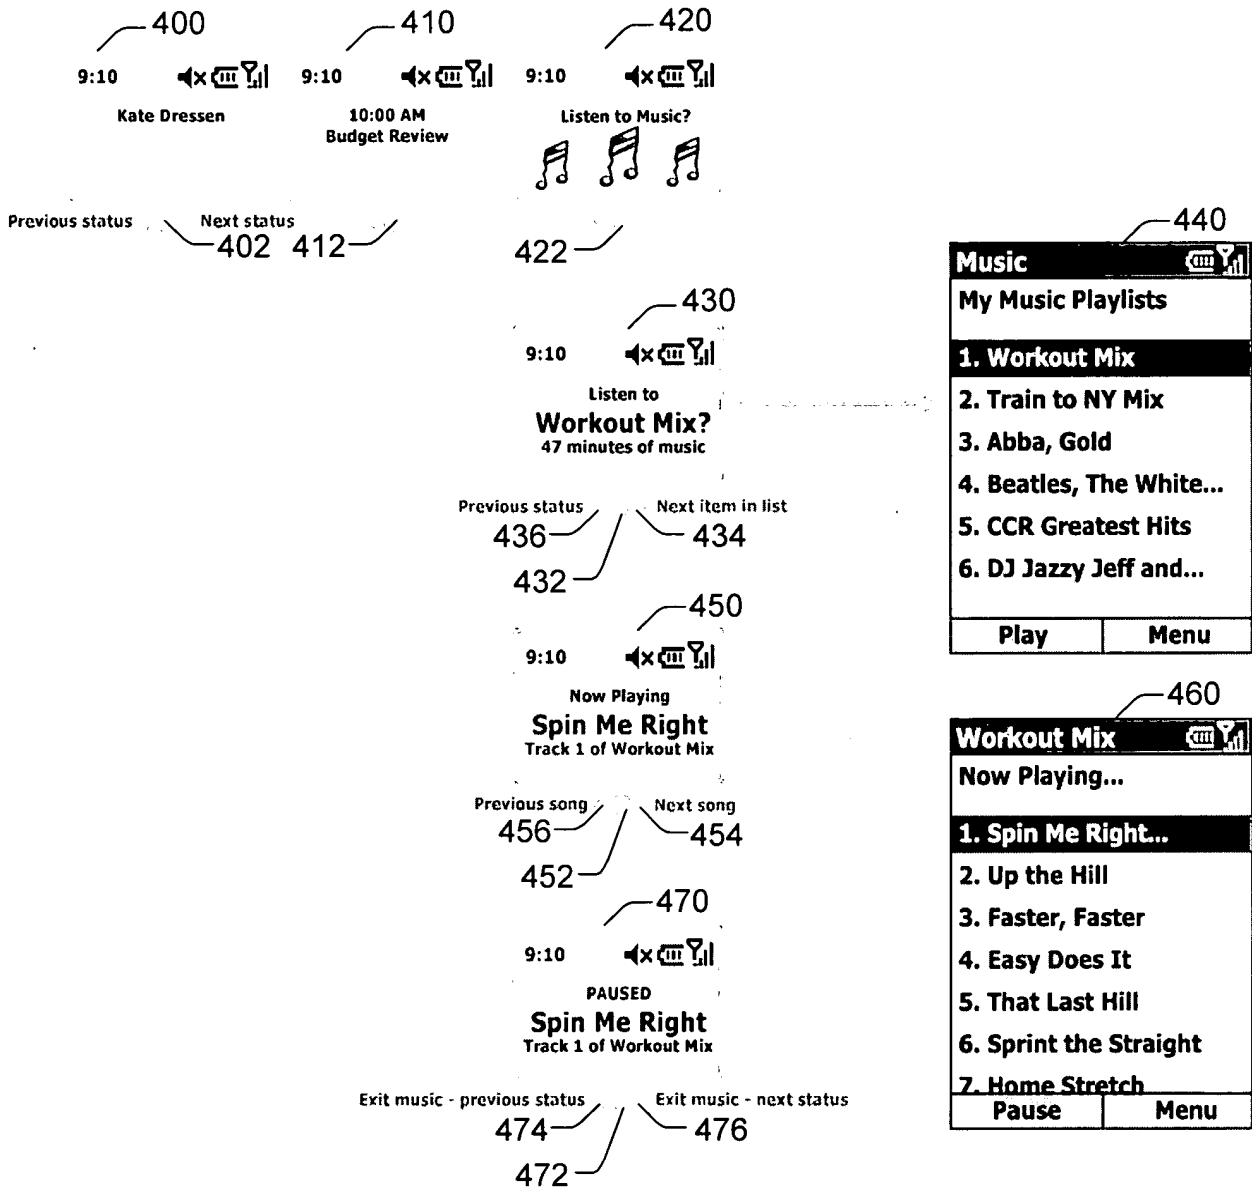 400
410
420
9:10
9:10
9:10
Kate Dressen
10:00 AM
Budget Review
Listen to Music?
Previous status
Next status
402
412
422
430
9:10
Listen to
Workout Mix?
47 minutes of music
Previous status
Next item in list
436
434
432
440
Music
My Music Playlists
1. Workout Mix
2. Train to NY Mix
3. Abba, Gold
4. Beatles, The White...
5. CCR Greatest Hits
6. DJ Jazzy Jeff and...
Play
Menu
450
9:10
Now Playing
Spin Me Right
Track 1 of Workout Mix
Previous song
Next song
456
454
452
460
Workout Mix
Now Playing...
1. Spin Me Right...
2. Up the Hill
3. Faster, Faster
4. Easy Does It
5. That Last Hill
6. Sprint the Straight
7. Home Stretch
Pause
Menu
470
9:10
PAUSED
Spin Me Right
Track 1 of Workout Mix
Exit music - previous status
Exit music - next status
474
476
472